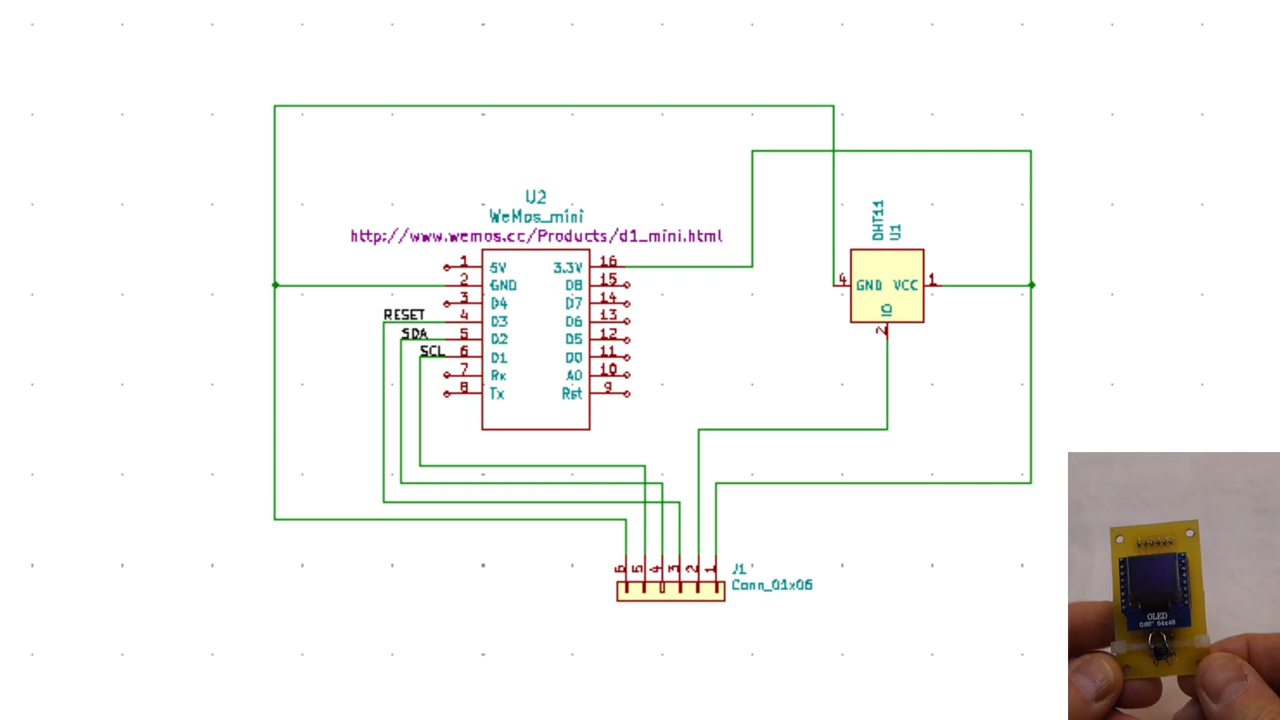 U2
WeMos_mini
http://www.wemos.cc/Products/d1_mini.html
1 5V 3.3V 16
2 GND D8 15
3 D4 D7 14
RESET 4 D3 D6 13
SDA 5 D2 D5 12
SCL 6 D1 D0 11
7 Rx A0 10
8 Tx Rst 9
DHT11
U1
4 GND VCC 1
IO
2
6 5 4 3 2 1
J1
Conn_01x06
OLED
0.66" 64x48